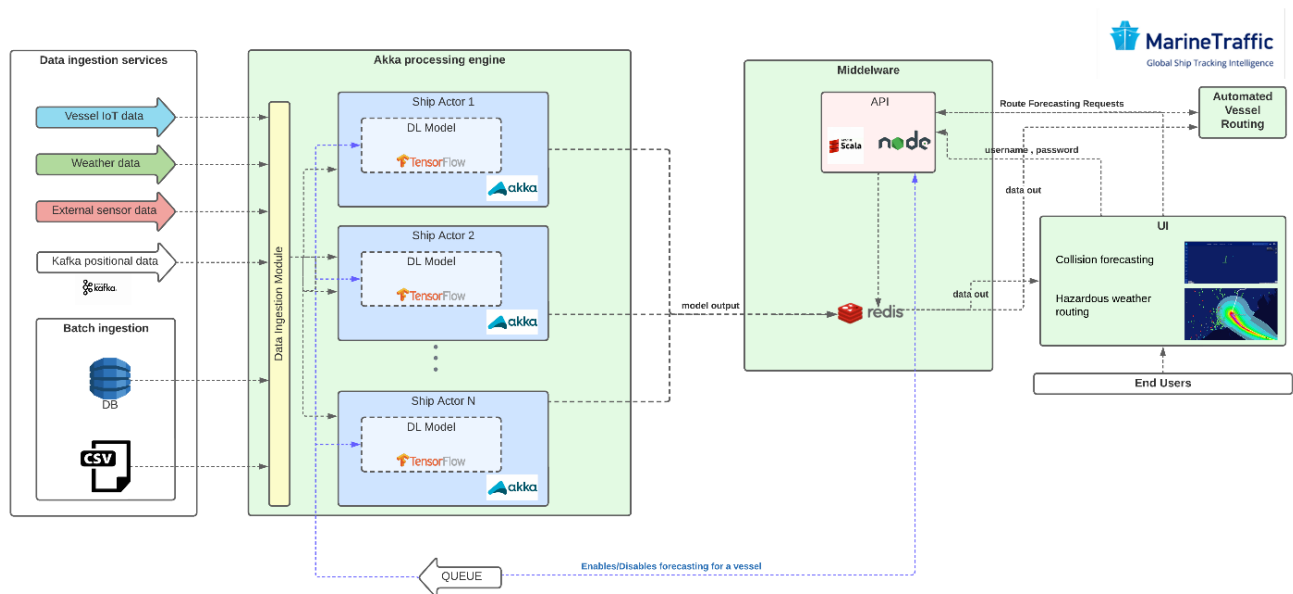 MarineTraffic
Global Ship Tracking Intelligence
Data ingestion services
Vessel IoT data
Weather data
External sensor data
Kafka positional data
kafka.
Batch ingestion
DB
CSV
Akka processing engine
Data Ingestion Module
Ship Actor 1
DL Model
TensorFlow
akka
Ship Actor 2
DL Model
TensorFlow
akka
Ship Actor N
DL Model
TensorFlow
akka
model output
Middelware
API
Scala
node
redis
data out
Route Forecasting Requests
username , password
data out
Automated
Vessel
Routing
UI
Collision forecasting
Hazardous weather
routing
End Users
QUEUE
Enables/Disables forecasting for a vessel